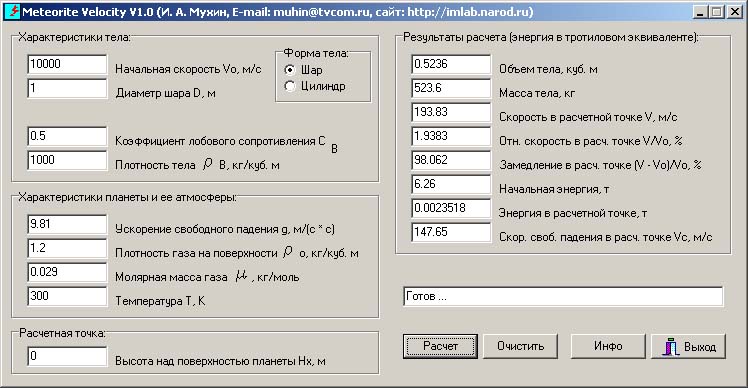 Meteorite Velocity V1.0 (И. А. Мухин, E-mail: muhin@tvcom.ru, сайт: http://imlab.narod.ru)
Характеристики тела:
10000 Начальная скорость Vo, м/с
1 Диаметр шара D, м
Форма тела:
Шар
Цилиндр
0.5 Коэффициент лобового сопротивления C B
1000 Плотность тела ρ B, кг/куб. м
Характеристики планеты и ее атмосферы:
9.81 Ускорение свободного падения g, м/(с * с)
1.2 Плотность газа на поверхности ρ o, кг/куб. м
0.029 Молярная масса газа μ , кг/моль
300 Температура T, К
Расчетная точка:
0 Высота над поверхностью планеты Hx, м
Результаты расчета (энергия в тротиловом эквиваленте):
0.5236 Объем тела, куб. м
523.6 Масса тела, кг
193.83 Скорость в расчетной точке V, м/с
1.9383 Отн. скорость в расч. точке V/Vo, %
98.062 Замедление в расч. точке (V - Vo)/Vo, %
6.26 Начальная энергия, т
0.0023518 Энергия в расчетной точке, т
147.65 Скор. своб. падения в расч. точке Vc, м/с
Готов ...
Расчет Очистить Инфо Выход